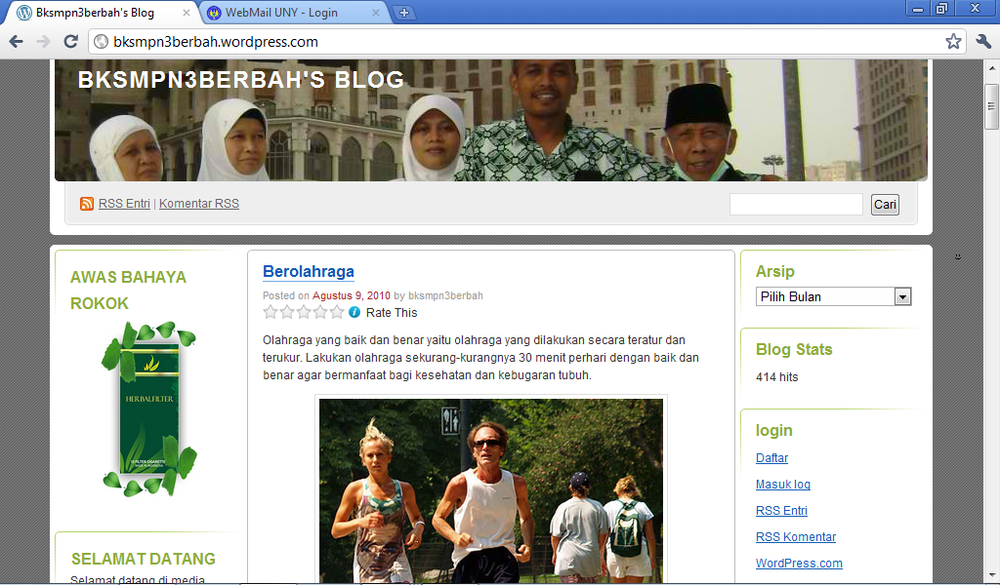 Bksmpn3berbah's Blog
WebMail UNY - Login
bksmpn3berbah.wordpress.com
BKSMPN3BERBAH'S BLOG
RSS Entri | Komentar RSS
Cari
AWAS BAHAYA
ROKOK
HERBALFILTER
Berolahraga
Posted on Agustus 9, 2010 by bksmpn3berbah
Rate This
Olahraga yang baik dan benar yaitu olahraga yang dilakukan secara teratur dan
terukur. Lakukan olahraga sekurang-kurangnya 30 menit perhari dengan baik dan
benar agar bermanfaat bagi kesehatan dan kebugaran tubuh.
Arsip
Pilih Bulan
Blog Stats
414 hits
login
Daftar
Masuk log
RSS Entri
RSS Komentar
WordPress.com
SELAMAT DATANG
Selamat datang di media